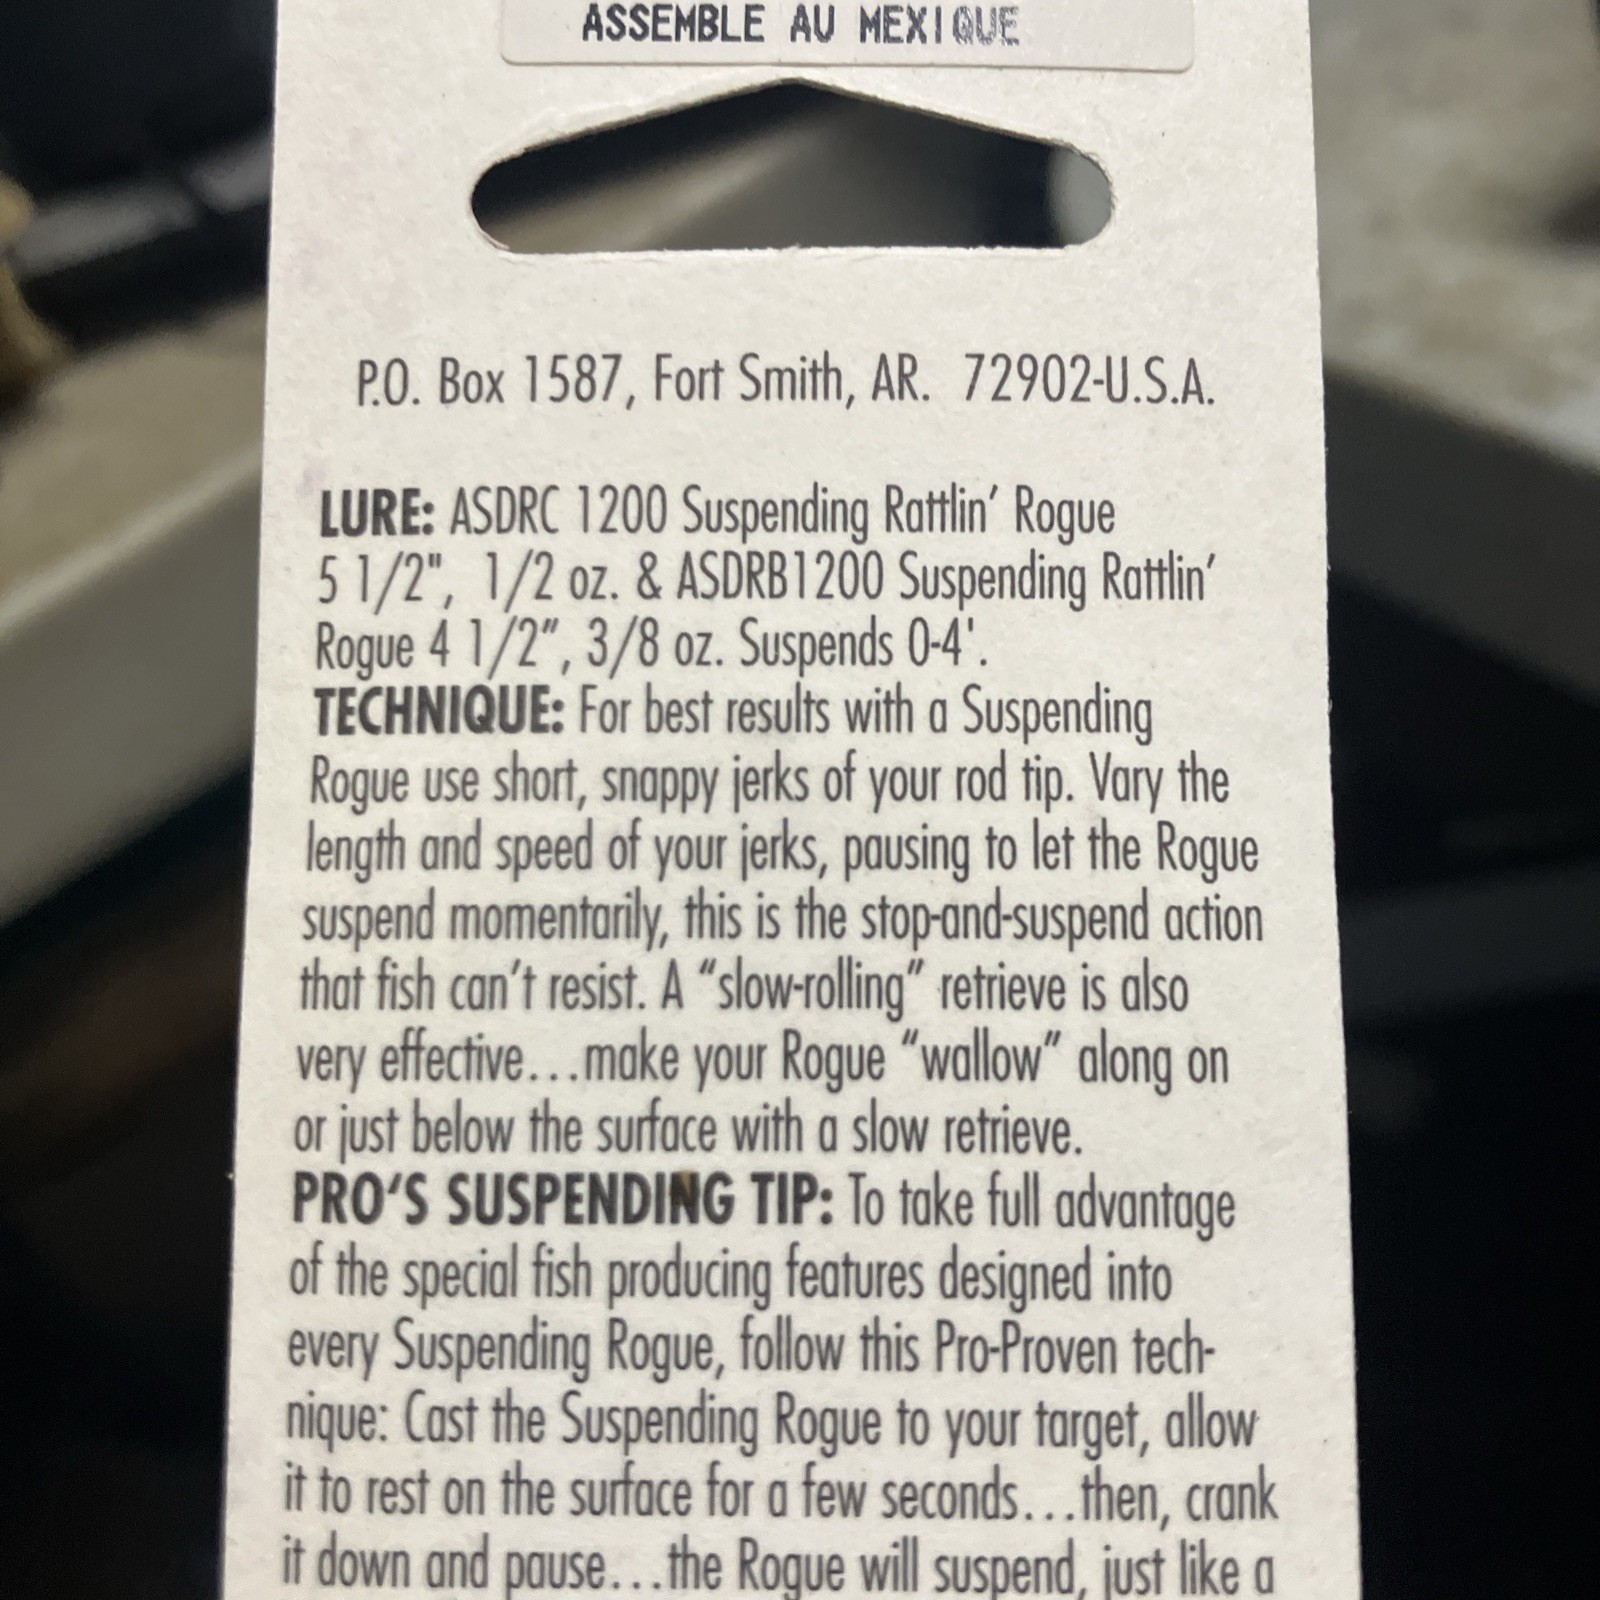 ASSEMBLE AU MEXIQUE
P.O. Box 1587, Fort Smith, AR. 72902-U.S.A.
LURE: ASDRC 1200 Suspending Rattlin’ Rogue
5 1/2", 1/2 oz. & ASDRB1200 Suspending Rattlin’
Rogue 4 1/2”, 3/8 oz. Suspends 0-4'.
TECHNIQUE: For best results with a Suspending
Rogue use short, snappy jerks of your rod tip. Vary the
length and speed of your jerks, pausing to let the Rogue
suspend momentarily, this is the stop-and-suspend action
that fish can’t resist. A “slow-rolling” retrieve is also
very effective...make your Rogue “wallow” along on
or just below the surface with a slow retrieve.
PRO‘S SUSPENDING TIP: To take full advantage
of the special fish producing features designed into
every Suspending Rogue, follow this Pro-Proven tech-
nique: Cast the Suspending Rogue to your target, allow
it to rest on the surface for a few seconds...then, crank
it down and pause...the Rogue will suspend, just like a